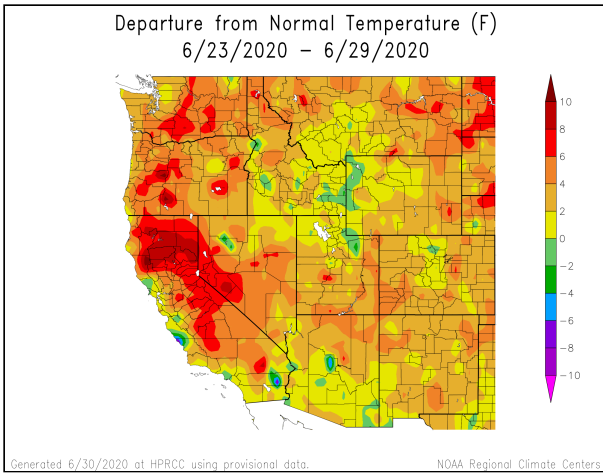 Departure from Normal Temperature (F)
6/23/2020 – 6/29/2020
10
8
6
4
2
0
−2
−4
−6
−8
−10
Generated 6/30/2020 at HPRCC using provisional data.
NOAA Regional Climate Centers